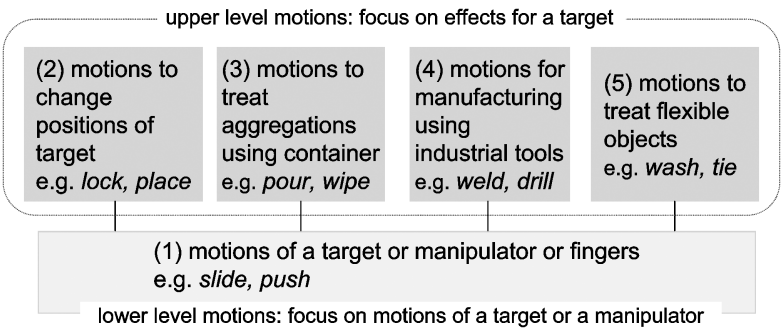 upper level motions: focus on effects for a target
(2) motions to
change
positions of
target
e.g. lock, place
(3) motions to
treat
aggregations
using container
e.g. pour, wipe
(4) motions for
manufacturing
using
industrial tools
e.g. weld, drill
(5) motions to
treat flexible
objects
e.g. wash, tie
(1) motions of a target or manipulator or fingers
e.g. slide, push
lower level motions: focus on motions of a target or a manipulator